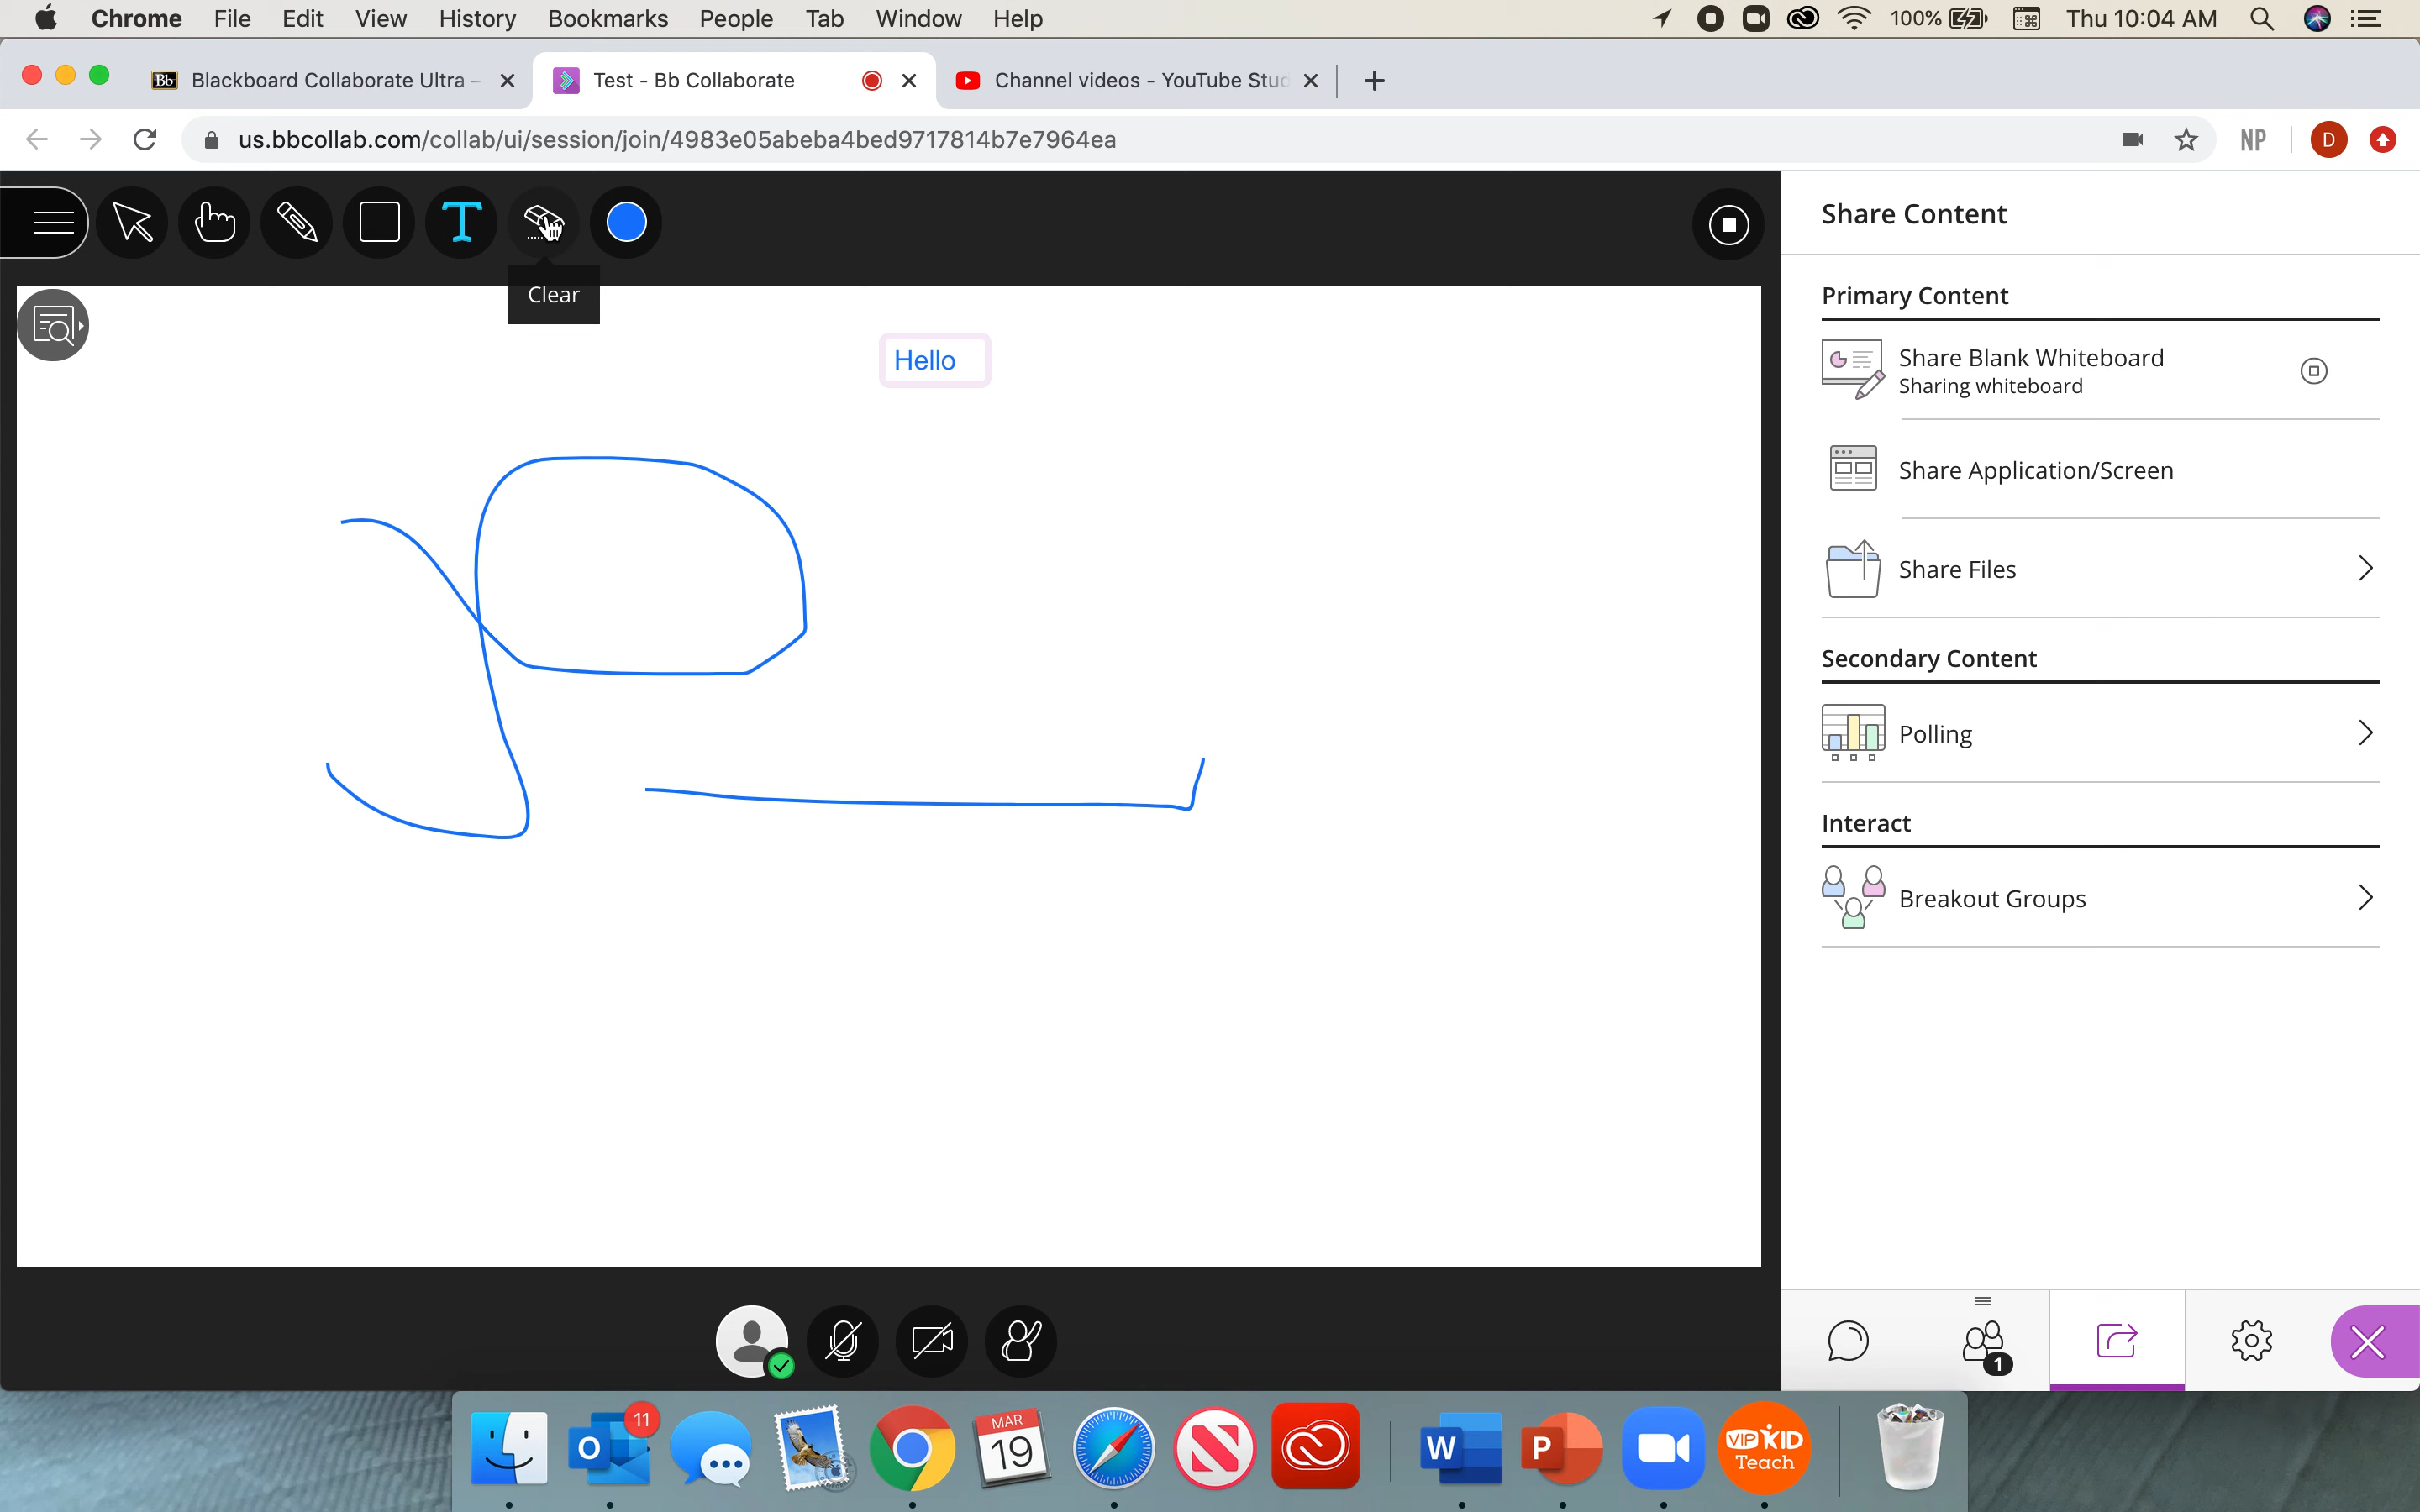 Chrome File Edit View History Bookmarks People Tab Window Help 100% Thu 10:04 AM
Bb Blackboard Collaborate Ultra – Test - Bb Collaborate Channel videos - YouTube Stud
us.bbcollab.com/collab/ui/session/join/4983e05abeba4bed9717814b7e7964ea NP D
T
Clear
Hello
Share Content
Primary Content
Share Blank Whiteboard
Sharing whiteboard
Share Application/Screen
Share Files
Secondary Content
Polling
Interact
Breakout Groups
1
11
O
MAR
19
W
P
VIPKID
Teach